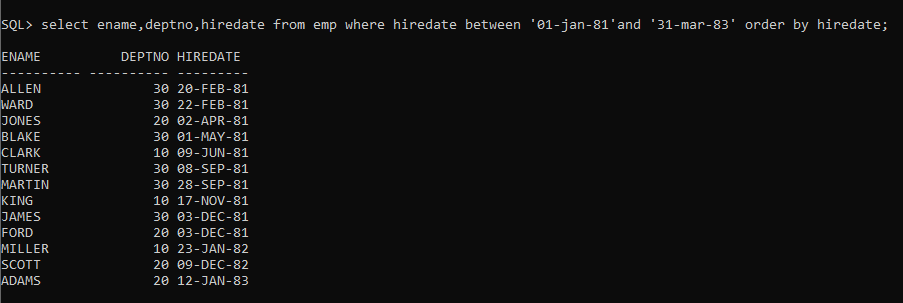 SQL> select ename,deptno,hiredate from emp where hiredate between '01-jan-81'and '31-mar-83' order by hiredate;
ENAME          DEPTNO HIREDATE
---------- ---------- ---------
ALLEN              30 20-FEB-81
WARD               30 22-FEB-81
JONES              20 02-APR-81
BLAKE              30 01-MAY-81
CLARK              10 09-JUN-81
TURNER             30 08-SEP-81
MARTIN             30 28-SEP-81
KING               10 17-NOV-81
JAMES              30 03-DEC-81
FORD               20 03-DEC-81
MILLER             10 23-JAN-82
SCOTT              20 09-DEC-82
ADAMS              20 12-JAN-83